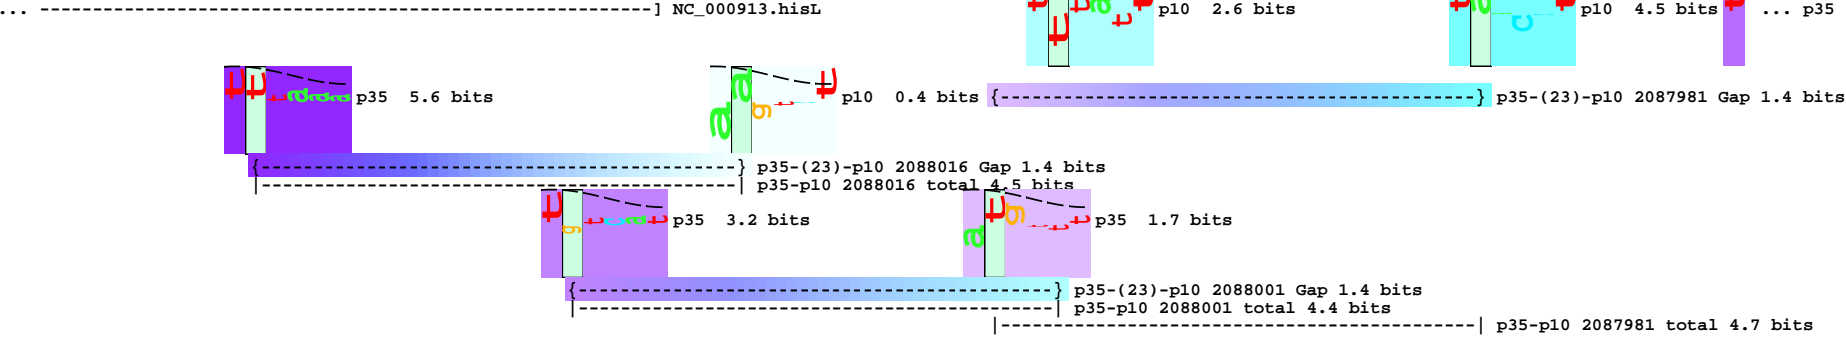 ... ----------------------------------------------------------] NC_000913.hisL
p10 2.6 bits
p10 4.5 bits
... p35
p35 5.6 bits
p10 0.4 bits
{----------------------------------------------} p35-(23)-p10 2087981 Gap 1.4 bits
{----------------------------------------------} p35-(23)-p10 2088016 Gap 1.4 bits
|----------------------------------------------| p35-p10 2088016 total 4.5 bits
p35 3.2 bits
p35 1.7 bits
{----------------------------------------------} p35-(23)-p10 2088001 Gap 1.4 bits
|----------------------------------------------| p35-p10 2088001 total 4.4 bits
|----------------------------------------------| p35-p10 2087981 total 4.7 bits